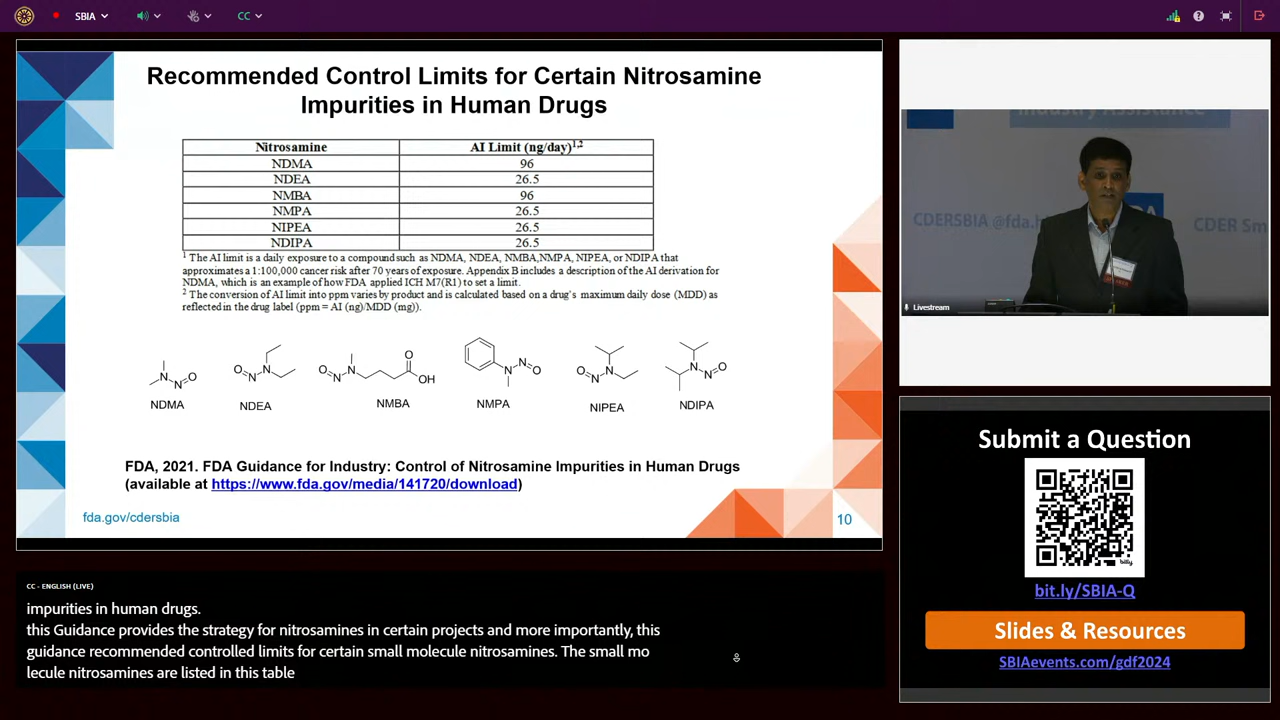 SBIA
CC
Recommended Control Limits for Certain Nitrosamine
Impurities in Human Drugs
Nitrosamine AI Limit (ng/day)1,2
NDMA 96
NDEA 26.5
NMBA 96
NMPA 26.5
NIPEA 26.5
NDIPA 26.5
1 The AI limit is a daily exposure to a compound such as NDMA, NDEA, NMBA,NMPA, NIPEA, or NDIPA that
approximates a 1:100,000 cancer risk after 70 years of exposure. Appendix B includes a description of the AI derivation for
NDMA, which is an example of how FDA applied ICH M7(R1) to set a limit.
2 The conversion of AI limit into ppm varies by product and is calculated based on a drug's maximum daily dose (MDD) as
reflected in the drug label (ppm = AI (ng)/MDD (mg)).
N N O
O N N
O N N O OH
N N O
O N N
N N O
NDMA
NDEA
NMBA
NMPA
NIPEA
NDIPA
FDA, 2021. FDA Guidance for Industry: Control of Nitrosamine Impurities in Human Drugs
(available at https://www.fda.gov/media/141720/download)
fda.gov/cdersbia
10
Industry Assistance
CDERSBIA @fda.h
DA
CDER Sm
Livestream
Submit a Question
bitly
bit.ly/SBIA-Q
Slides & Resources
SBIAevents.com/gdf2024
CC - ENGLISH (LIVE)
impurities in human drugs.
this Guidance provides the strategy for nitrosamines in certain projects and more importantly, this
guidance recommended controlled limits for certain small molecule nitrosamines. The small mo
lecule nitrosamines are listed in this table